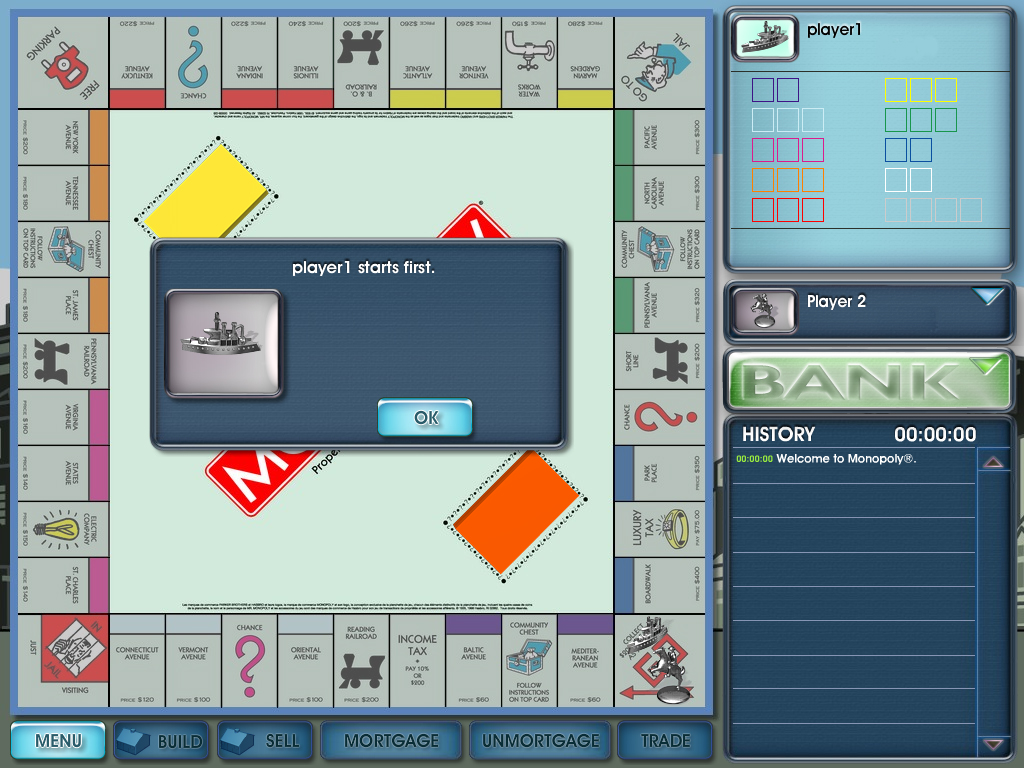 PRICE $220
KENTUCKY
AVENUE
CHANCE
PRICE $220
INDIANA
AVENUE
PRICE $240
ILLINOIS
AVENUE
PRICE $200
B. & O.
RAILROAD
PRICE $260
ATLANTIC
AVENUE
PRICE $260
VENTNOR
AVENUE
PRICE $150
WATER
WORKS
PRICE $280
MARVIN
GARDENS
FREE
PARKING
GO TO
JAIL
NEW YORK
AVENUE
PRICE $200
TENNESSEE
AVENUE
PRICE $180
COMMUNITY
CHEST
FOLLOW
INSTRUCTIONS
ON TOP CARD
ST. JAMES
PLACE
PRICE $180
PENNSYLVANIA
RAILROAD
PRICE $200
VIRGINIA
AVENUE
PRICE $160
STATES
AVENUE
PRICE $140
ELECTRIC
COMPANY
PRICE $150
ST. CHARLES
PLACE
PRICE $140
PACIFIC
AVENUE
PRICE $300
NORTH
CAROLINA
AVENUE
PRICE $300
COMMUNITY
CHEST
FOLLOW
INSTRUCTIONS
ON TOP CARD
PENNSYLVANIA
AVENUE
PRICE $320
SHORT
LINE
PRICE $200
CHANCE
PARK
PLACE
PRICE $350
LUXURY
TAX
PAY $75.00
BOARDWALK
PRICE $400
player1 starts first.
OK
MO
Prope
JUST
IN
JAIL
VISITING
CONNECTICUT
AVENUE
PRICE $120
VERMONT
AVENUE
PRICE $100
CHANCE
ORIENTAL
AVENUE
PRICE $100
READING
RAILROAD
PRICE $200
INCOME
TAX
PAY 10%
OR
$200
BALTIC
AVENUE
PRICE $60
COMMUNITY
CHEST
FOLLOW
INSTRUCTIONS
ON TOP CARD
MEDITER-
RANEAN
AVENUE
PRICE $60
COLLECT
MENU
BUILD
SELL
MORTGAGE
UNMORTGAGE
TRADE
player1
Player 2
BANK
HISTORY 00:00:00
00:00:00 Welcome to Monopoly®.